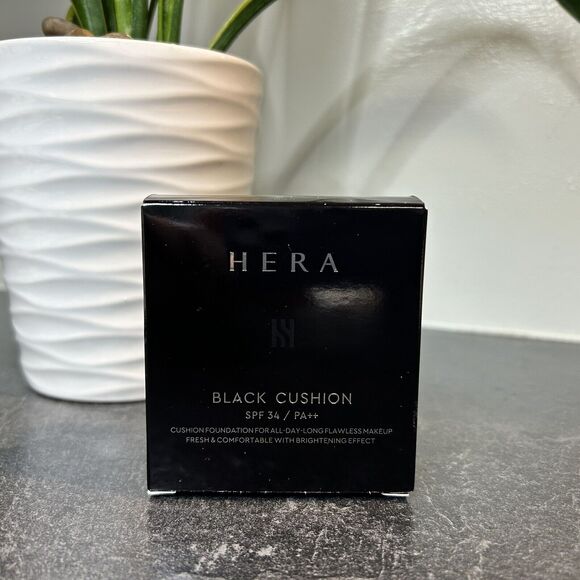 HERA
BLACK CUSHION
SPF 34 / PA++
CUSHION FOUNDATION FOR ALL-DAY-LONG FLAWLESS MAKEUP
FRESH & COMFORTABLE WITH BRIGHTENING EFFECT